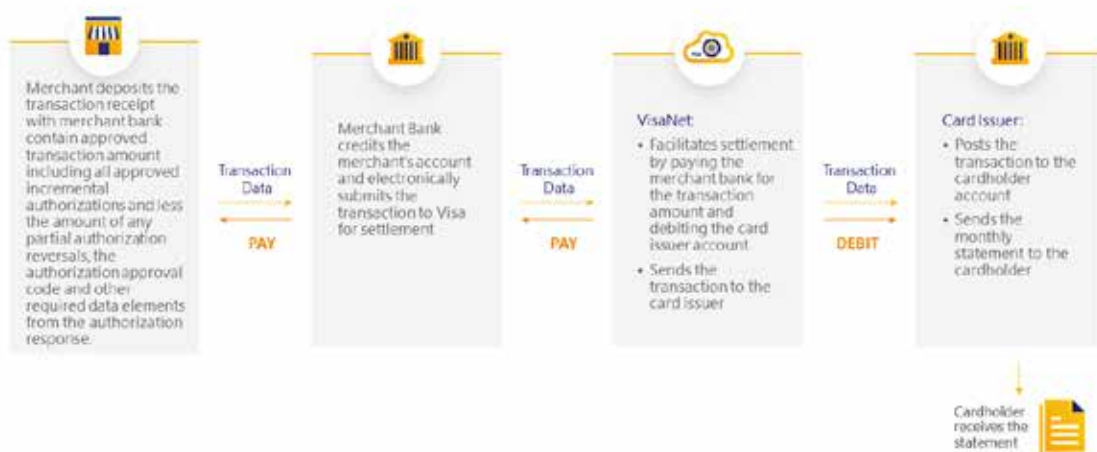 Merchant deposits the
transaction receipt
with merchant bank
contain approved
transaction amount
including all approved
incremental
authorizations and less
the amount of any
partial authorization
reversals, the
authorization approval
code and other
required data elements
from the authorization
response.
Transaction
Data
PAY
Merchant Bank
credits the
merchant's account
and electronically
submits the
transaction to Visa
for settlement
Transaction
Data
PAY
VisaNet:
• Facilitates settlement
by paying the
merchant bank for
the transaction
amount and
debiting the card
issuer account
• Sends the
transaction to the
card issuer
Transaction
Data
DEBIT
Card Issuer:
• Posts the
transaction to the
cardholder
account
• Sends the
monthly
statement to the
cardholder
Cardholder
receives the
statement